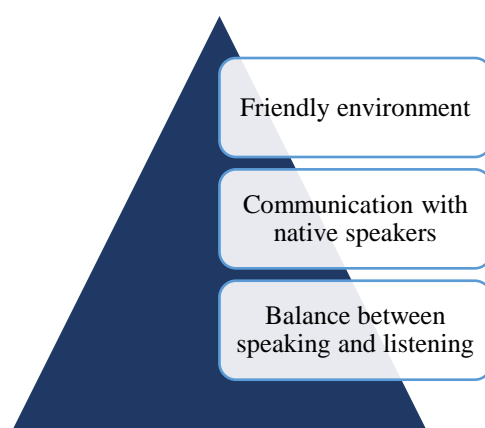 Friendly environment
Communication with
native speakers
Balance between
speaking and listening